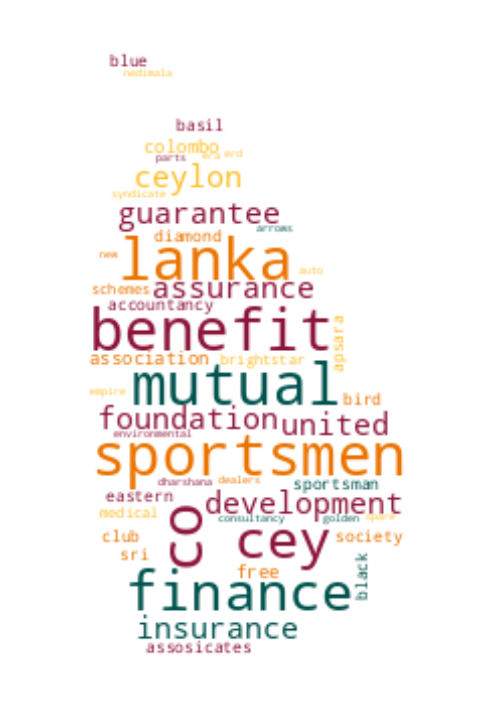 blue
nedimala
basil
colombo
parts era erd
ceylon
syndicate
guarantee
arrows
diamond
new lanka auto
schemes assurance
accountancy
benefit apsara
association brightstar
empire mutual bird
foundation united
environmental
sportsmen
dharshana dealers sportsman
eastern development
medical consultancy golden spare
club co cey society
sri
free black
finance
insurance
assosicates